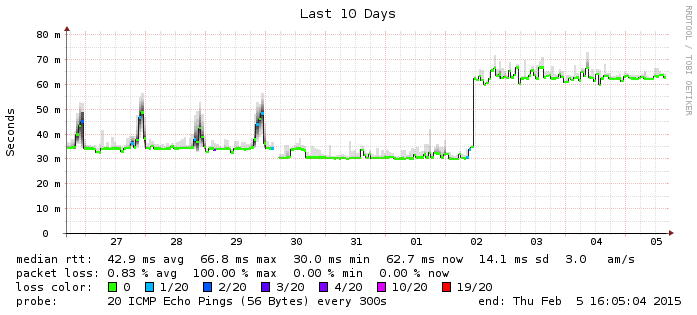 Last 10 Days
RRDTOOL / TOBI OETIKER
Seconds
80 m
70 m
60 m
50 m
40 m
30 m
20 m
10 m
0
27 28 29 30 31 01 02 03 04 05
median rtt: 42.9 ms avg 66.8 ms max 30.0 ms min 62.7 ms now 14.1 ms sd 3.0 am/s
packet loss: 0.83 % avg 100.00 % max 0.00 % min 0.00 % now
loss color: 0 1/20 2/20 3/20 4/20 10/20 19/20
probe: 20 ICMP Echo Pings (56 Bytes) every 300s end: Thu Feb 5 16:05:04 2015